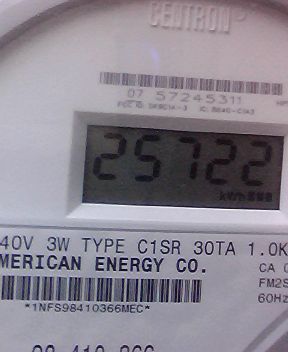 CENTRON
07 57245311
25722
kWh
40V 3W TYPE C1SR 30TA 1.0K
MERICAN ENERGY CO.
CA 0
FM2S
60Hz
*1NFS98410366MEC*